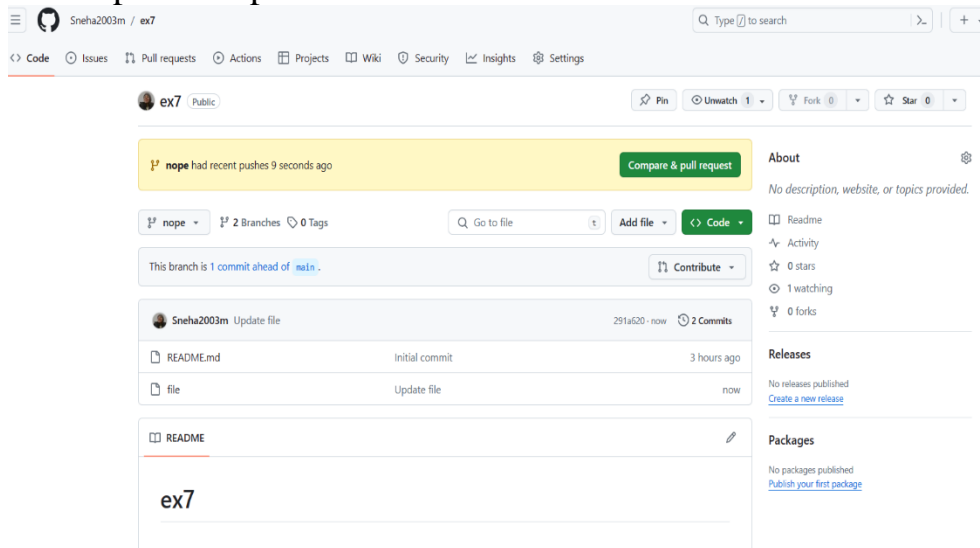 Sneha2003m / ex7
Type / to search
Code Issues Pull requests Actions Projects Wiki Security Insights Settings
ex7 Public
Pin Unwatch 1 Fork 0 Star 0
nope had recent pushes 9 seconds ago
Compare & pull request
nope 2 Branches 0 Tags
Go to file t
Add file <> Code
This branch is 1 commit ahead of main .
Contribute
Sneha2003m Update file 291a620 · now 2 Commits
README.md Initial commit 3 hours ago
file Update file now
README
ex7
About
No description, website, or topics provided.
Readme
Activity
0 stars
1 watching
0 forks
Releases
No releases published
Create a new release
Packages
No packages published
Publish your first package